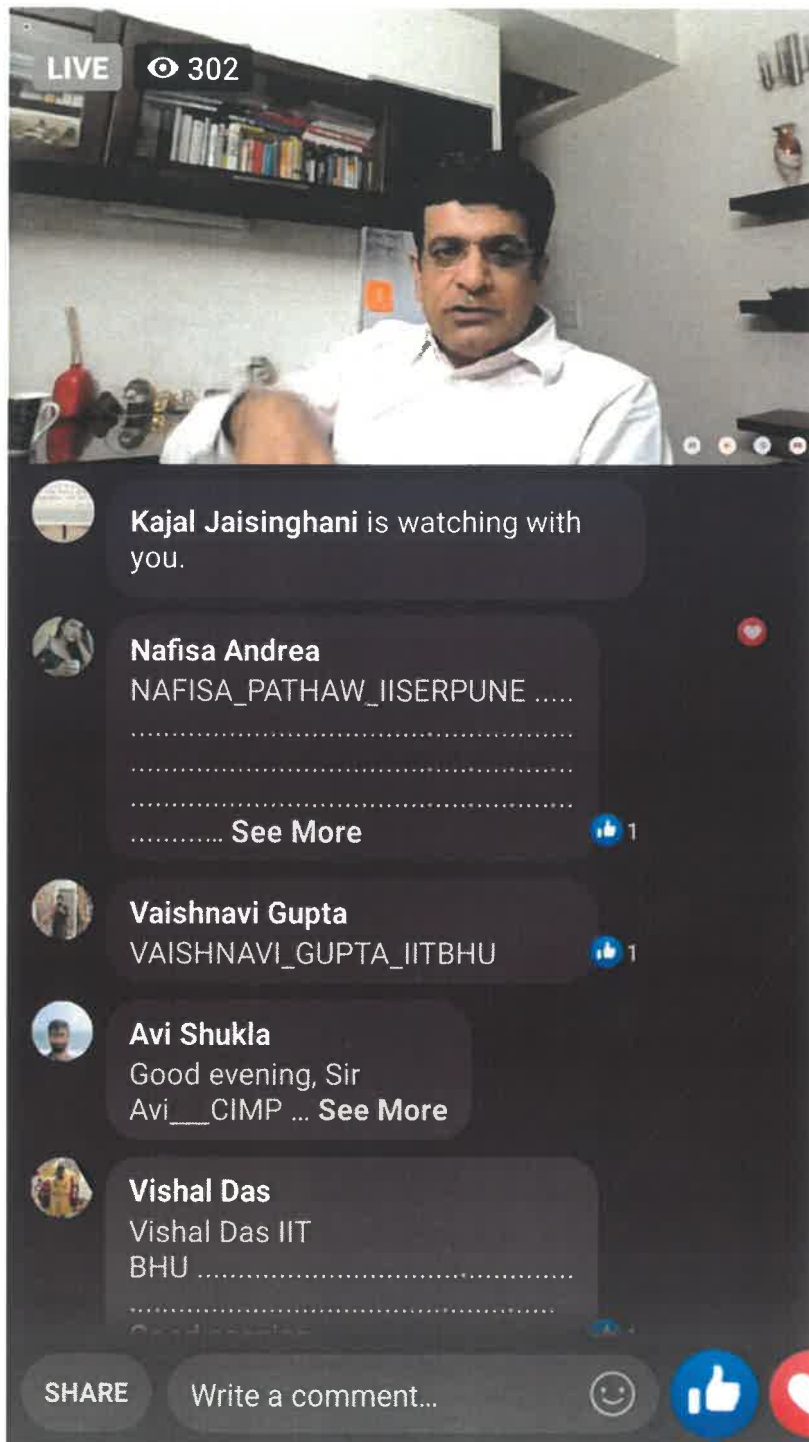 LIVE 302
Kajal Jaisinghani is watching with
you.
Nafisa Andrea
NAFISA_PATHAW_IISERPUNE .....
..................................................
..................................................
..................................................
............ See More
1
Vaishnavi Gupta
VAISHNAVI_GUPTA_IITBHU
1
Avi Shukla
Good evening, Sir
Avi___CIMP ... See More
Vishal Das
Vishal Das IIT
BHU ..........................................
................................................
SHARE
Write a comment...